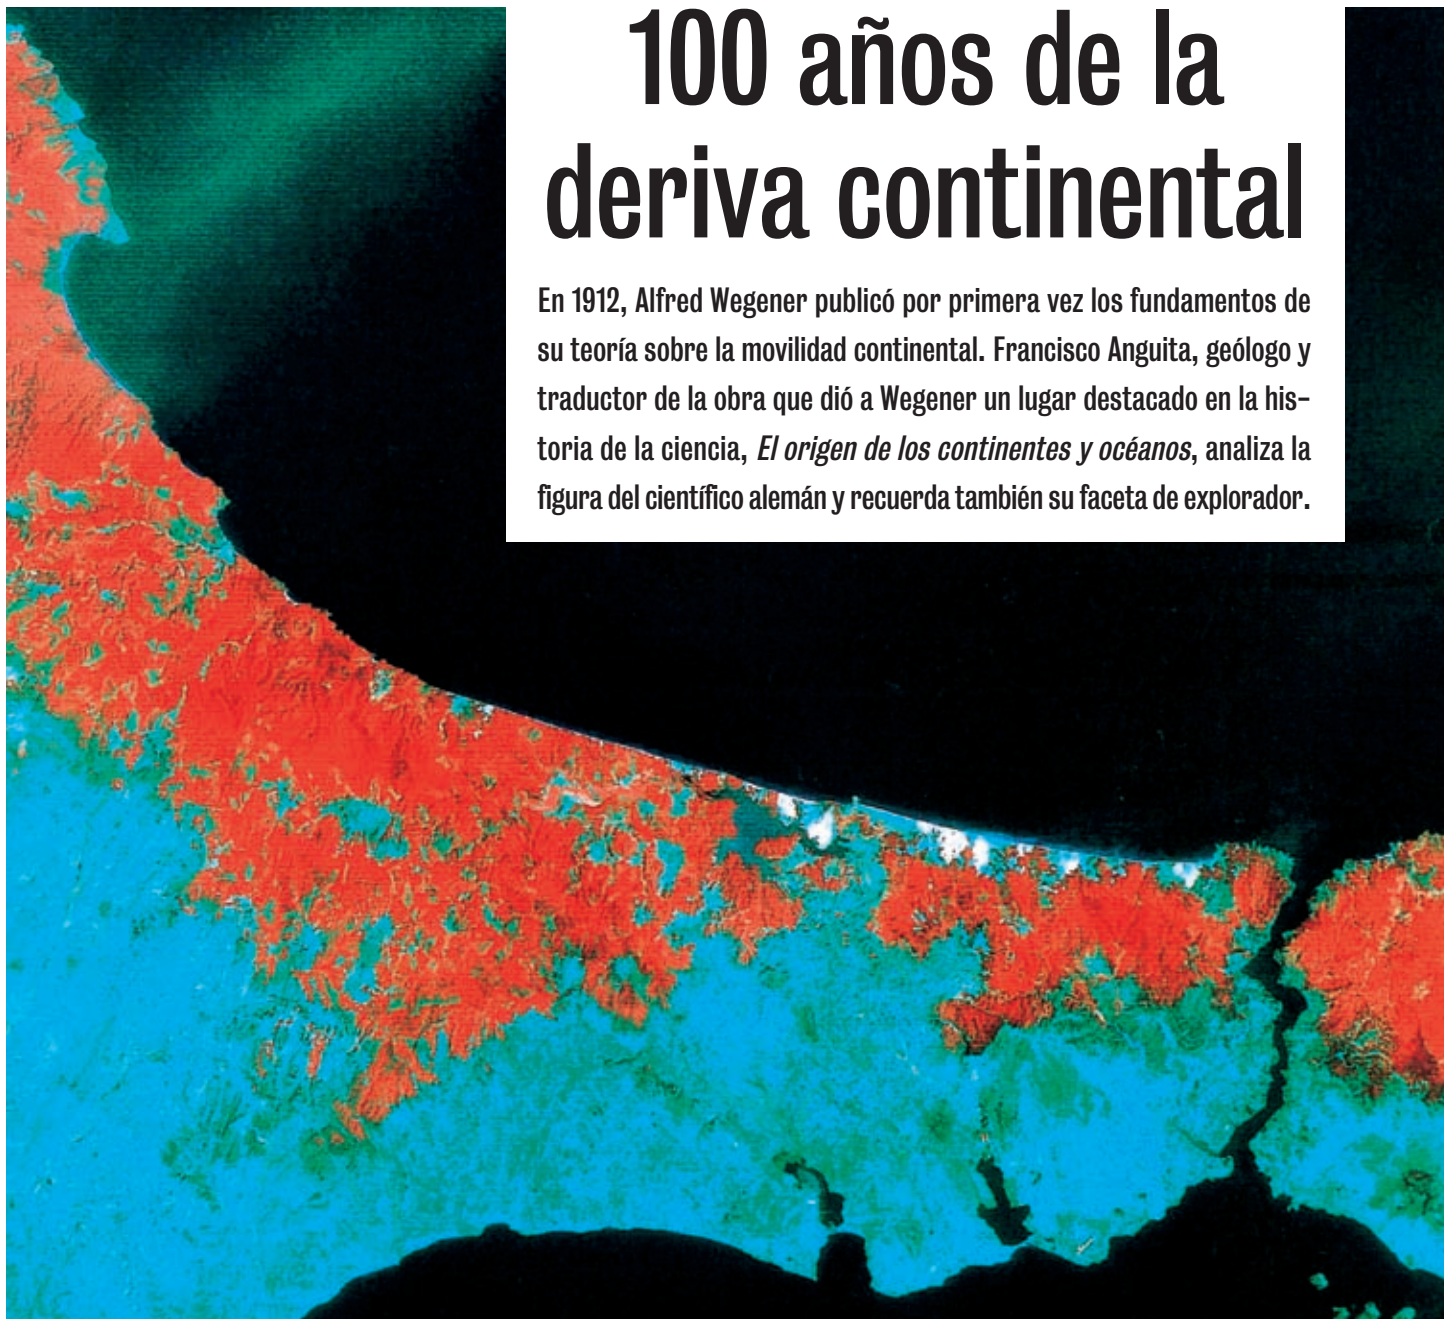 100 años de la
deriva continental
En 1912, Alfred Wegener publicó por primera vez los fundamentos de
su teoría sobre la movilidad continental. Francisco Anguita, geólogo y
traductor de la obra que dió a Wegener un lugar destacado en la his-
toria de la ciencia, El origen de los continentes y océanos, analiza la
figura del científico alemán y recuerda también su faceta de explorador.